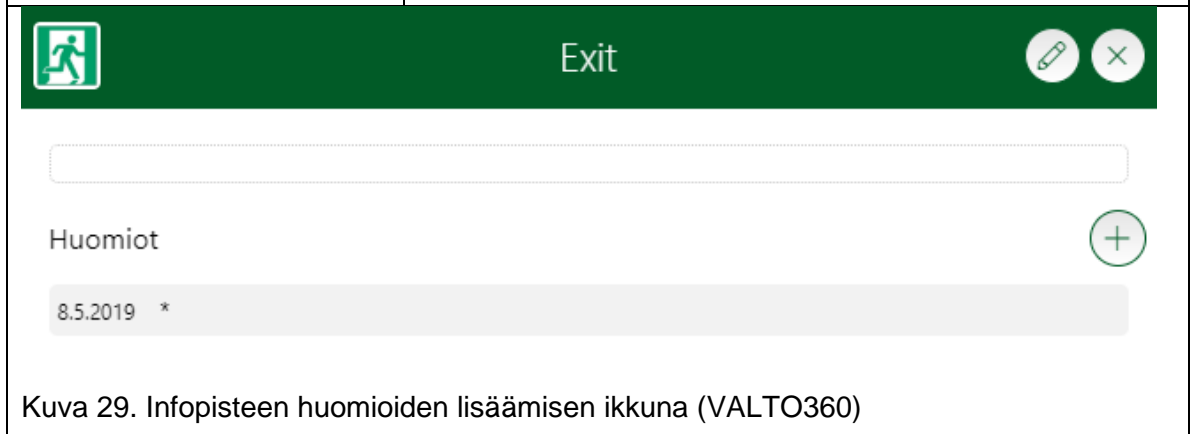 Exit
Huomiot
8.5.2019 *
Kuva 29. Infopisteen huomioiden lisäämisen ikkuna (VALTO360)